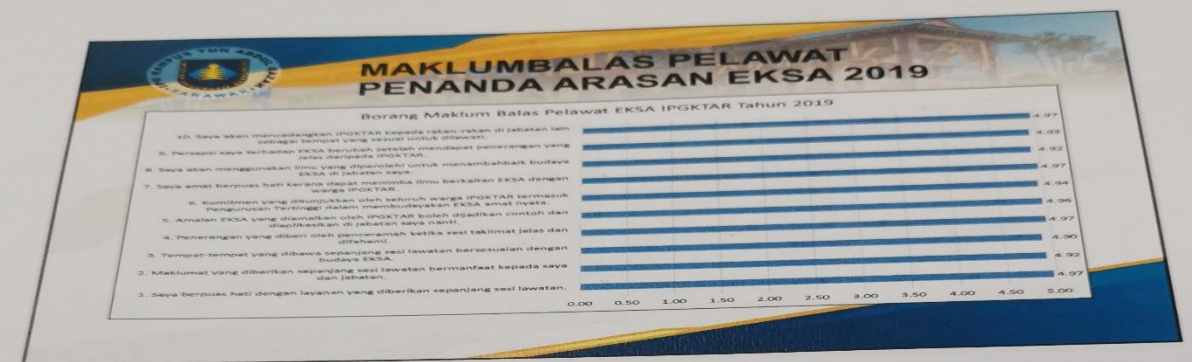 KAMPUS TUN ABDUL
SARAWAK
MAKLUMBALAS PELAWAT
PENANDA ARASAN EKSA 2019
Borang Maklum Balas Pelawat EKSA IPGKTAR Tahun 2019
10. Saya akan mencadangkan IPGKTAR kepada rakan-rakan di jabatan lain
sebagai tempat yang sesuai untuk dilawati.
4.97
9. Persepsi saya terhadap EKSA berubah setelah mendapat penerangan yang
jelas daripada IPGKTAR.
4.93
8. Saya akan menggunakan ilmu yang diperolehi untuk menambahbaik budaya
EKSA di jabatan saya.
4.92
7. Saya amat berpuas hati kerana dapat menimba ilmu berkaitan EKSA dengan
warga IPGKTAR.
4.97
6. Komitmen yang ditunjukkan oleh seluruh warga IPGKTAR termasuk
Pengurusan Tertinggi dalam membudayakan EKSA amat nyata.
4.94
5. Amalan EKSA yang diamalkan oleh IPGKTAR boleh dijadikan contoh dan
diaplikasikan di jabatan saya nanti.
4.96
4. Penerangan yang diberi oleh penceramah ketika sesi taklimat jelas dan
difahami.
4.97
3. Tempat-tempat yang dibawa sepanjang sesi lawatan bersesuaian dengan
budaya EKSA.
4.90
2. Maklumat yang diberikan sepanjang sesi lawatan bermanfaat kepada saya
dan jabatan.
4.92
1. Saya berpuas hati dengan layanan yang diberikan sepanjang sesi lawatan.
4.97
0.00 0.50 1.00 1.50 2.00 2.50 3.00 3.50 4.00 4.50 5.00